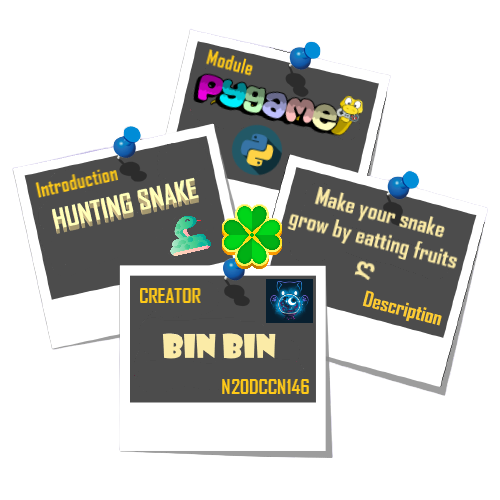 Module
Pygame
Introduction
HUNTING SNAKE
Make your snake
grow by eatting fruits
Description
CREATOR
BIN BIN
N20DCCN146